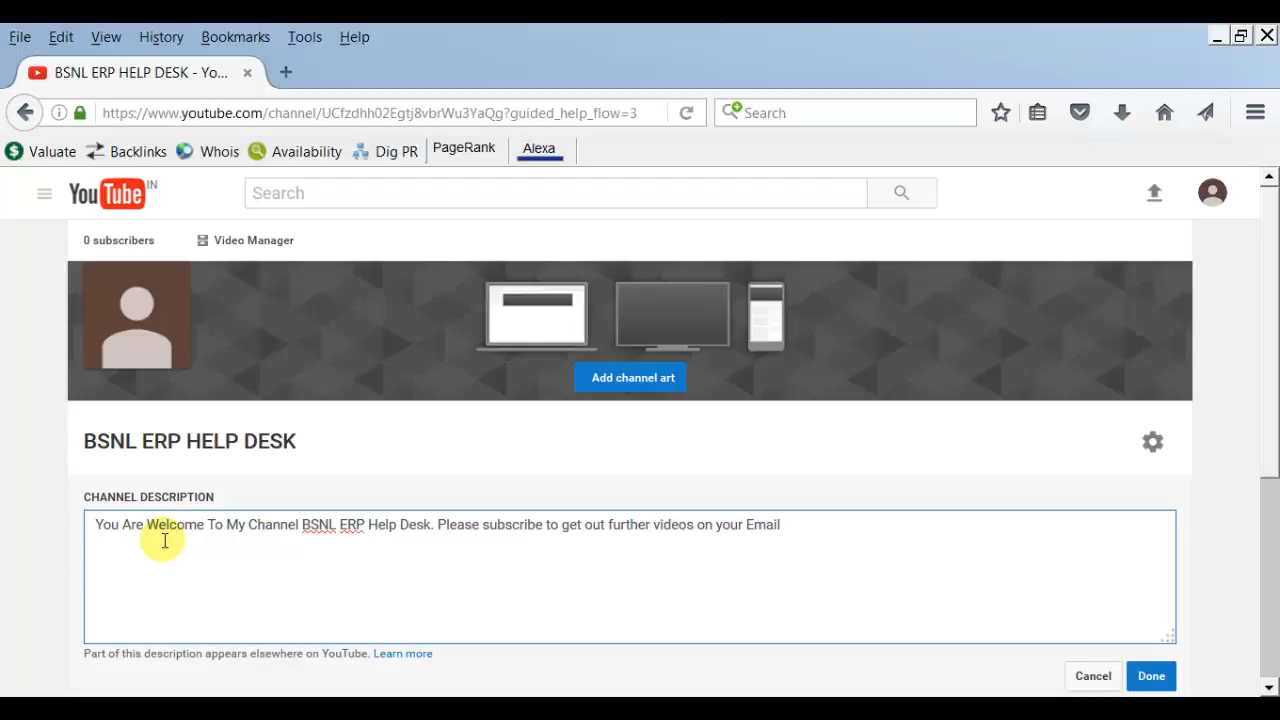 File Edit View History Bookmarks Tools Help
BSNL ERP HELP DESK - Yo...
https://www.youtube.com/channel/UCfzdhh02Egtj8vbrWu3YaQg?guided_help_flow=3 Search
Valuate Backlinks Whois Availability Dig PR PageRank Alexa
YouTube IN Search
0 subscribers Video Manager
Add channel art
BSNL ERP HELP DESK
CHANNEL DESCRIPTION
You Are Welcome To My Channel BSNL ERP Help Desk. Please subscribe to get out further videos on your Email
Part of this description appears elsewhere on YouTube. Learn more
Cancel Done